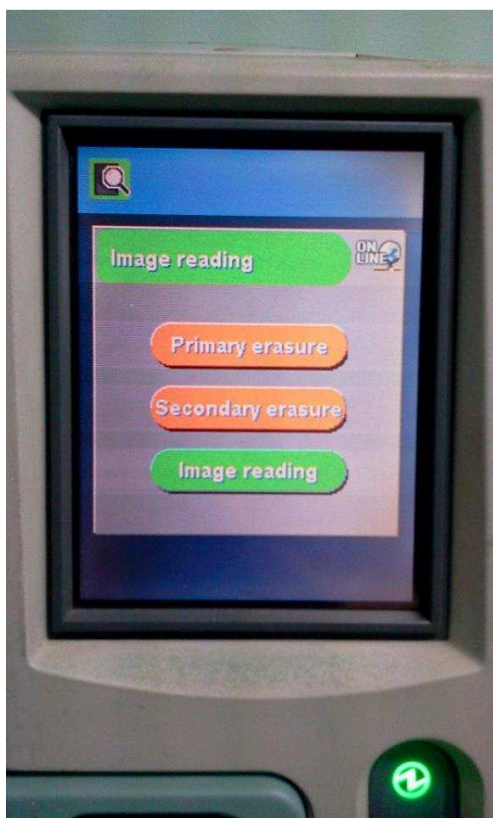 ON
LINE
Image reading
Primary erasure
Secondary erasure
Image reading